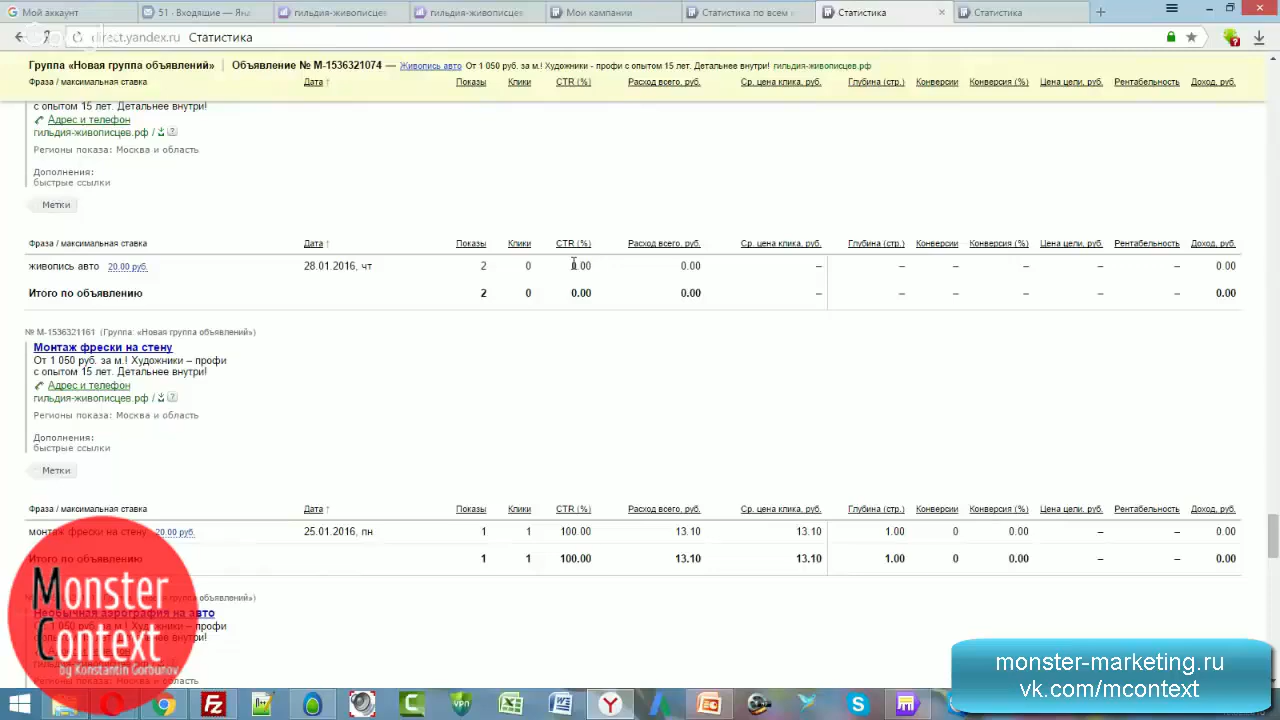 Мой аккаунт
51 · Входящие — Янд
гильдия-живописцев
гильдия-живописцев
Мои кампании
Статистика по всем к
Статистика
Статистика
direct.yandex.ru Статистика
Группа «Новая группа объявлений» | Объявление № M-1536321074 — Живопись авто От 1 050 руб. за м.! Художники - профи с опытом 15 лет. Детальнее внутри! гильдия-живописцев.рф
Фраза / максимальная ставка Дата ↑ Показы Клики CTR (%) Расход всего, руб. Ср. цена клика, руб. Глубина (стр.) Конверсии Конверсия (%) Цена цели, руб. Рентабельность Доход, руб.
с опытом 15 лет. Детальнее внутри!
Адрес и телефон
гильдия-живописцев.рф /
Регионы показа: Москва и область
Дополнения:
быстрые ссылки
Метки
Фраза / максимальная ставка Дата ↑ Показы Клики CTR (%) Расход всего, руб. Ср. цена клика, руб. Глубина (стр.) Конверсии Конверсия (%) Цена цели, руб. Рентабельность Доход, руб.
живопись авто 20.00 руб. 28.01.2016, чт 2 0 0.00 0.00 – – – – – – 0.00
Итого по объявлению 2 0 0.00 0.00 – – – – – – 0.00
№ M-1536321161 (Группа: «Новая группа объявлений»)
Монтаж фрески на стену
От 1 050 руб. за м.! Художники – профи
с опытом 15 лет. Детальнее внутри!
Адрес и телефон
гильдия-живописцев.рф /
Регионы показа: Москва и область
Дополнения:
быстрые ссылки
Метки
Фраза / максимальная ставка Дата ↑ Показы Клики CTR (%) Расход всего, руб. Ср. цена клика, руб. Глубина (стр.) Конверсии Конверсия (%) Цена цели, руб. Рентабельность Доход, руб.
монтаж фрески на стену 20.00 руб. 25.01.2016, пн 1 1 100.00 13.10 13.10 1.00 0 0.00 – – 0.00
Итого по объявлению 1 1 100.00 13.10 13.10 1.00 0 0.00 – – 0.00
Необычная аэрография на авто
От 1 050 руб. за м.! Художники – профи
Регионы показа: Москва и область
Monster
Context
by Konstantin Gorbunov
monster-marketing.ru
vk.com/mcontext